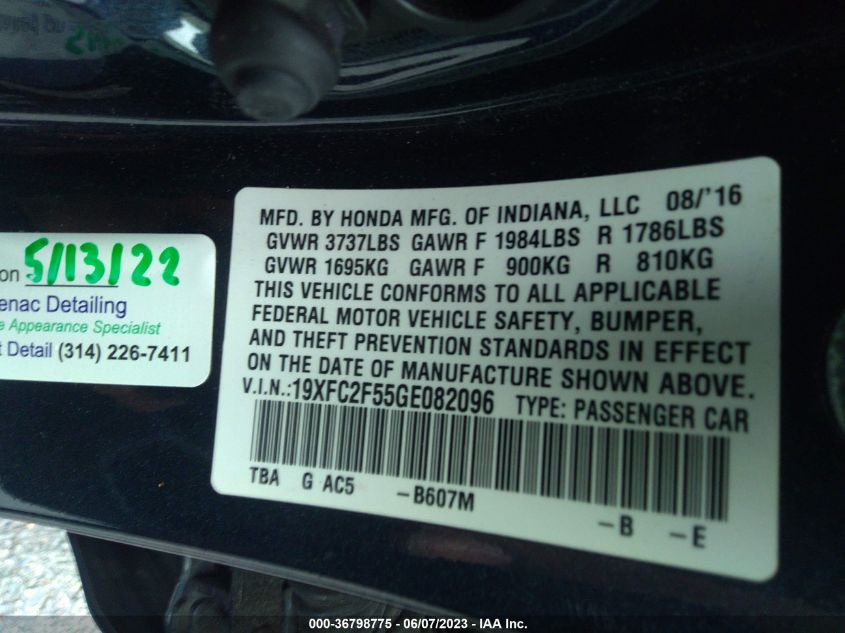 MFD. BY HONDA MFG. OF INDIANA, LLC 08/'16
GVWR 3737LBS GAWR F 1984LBS R 1786LBS
GVWR 1695KG GAWR F 900KG R 810KG
THIS VEHICLE CONFORMS TO ALL APPLICABLE
FEDERAL MOTOR VEHICLE SAFETY, BUMPER,
AND THEFT PREVENTION STANDARDS IN EFFECT
ON THE DATE OF MANUFACTURE SHOWN ABOVE.
V.I.N.:19XFC2F55GE082096 TYPE: PASSENGER CAR
TBA G AC5 -B607M -B -E
on 5/13/22
enac Detailing
e Appearance Specialist
t Detail (314) 226-7411
000-36798775 - 06/07/2023 - IAA Inc.